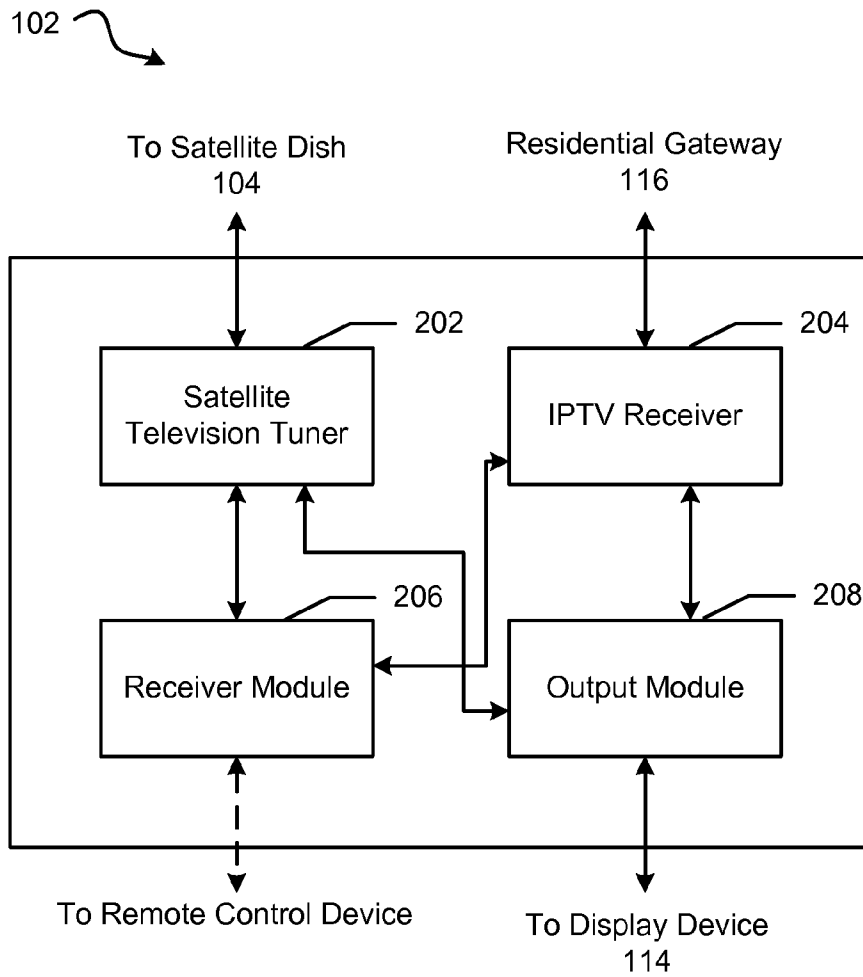 102
To Satellite Dish
104
Residential Gateway
116
202
204
Satellite
Television Tuner
IPTV Receiver
206
208
Receiver Module
Output Module
To Remote Control Device
To Display Device
114